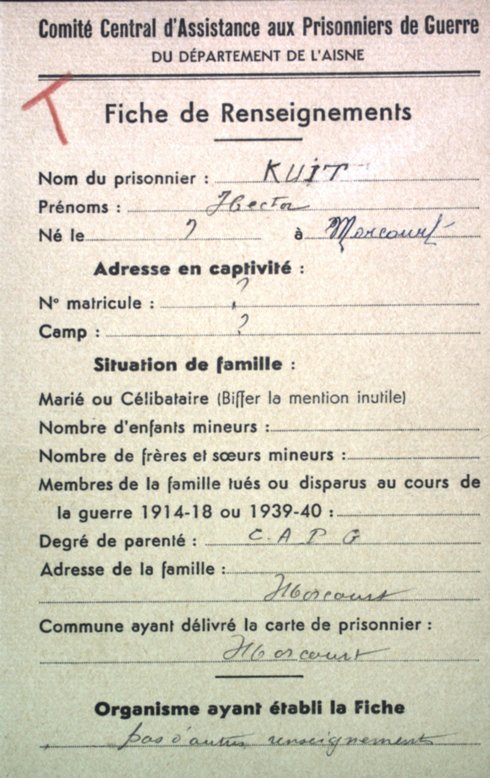 Comité Central d'Assistance aux Prisonniers de Guerre
DU DÉPARTEMENT DE L'AISNE
T
Fiche de Renseignements
Nom du prisonnier : KUIT
Prénoms : Hector
Né le ? à Morcourt
Adresse en captivité :
N° matricule : ?
Camp : ?
Situation de famille :
Marié ou Célibataire (Biffer la mention inutile)
Nombre d'enfants mineurs :
Nombre de frères et sœurs mineurs :
Membres de la famille tués ou disparus au cours de
la guerre 1914-18 ou 1939-40 :
Degré de parenté : C. A P G
Adresse de la famille :
Morcourt
Commune ayant délivré la carte de prisonnier :
Morcourt
Organisme ayant établi la Fiche
pas d'autres renseignements